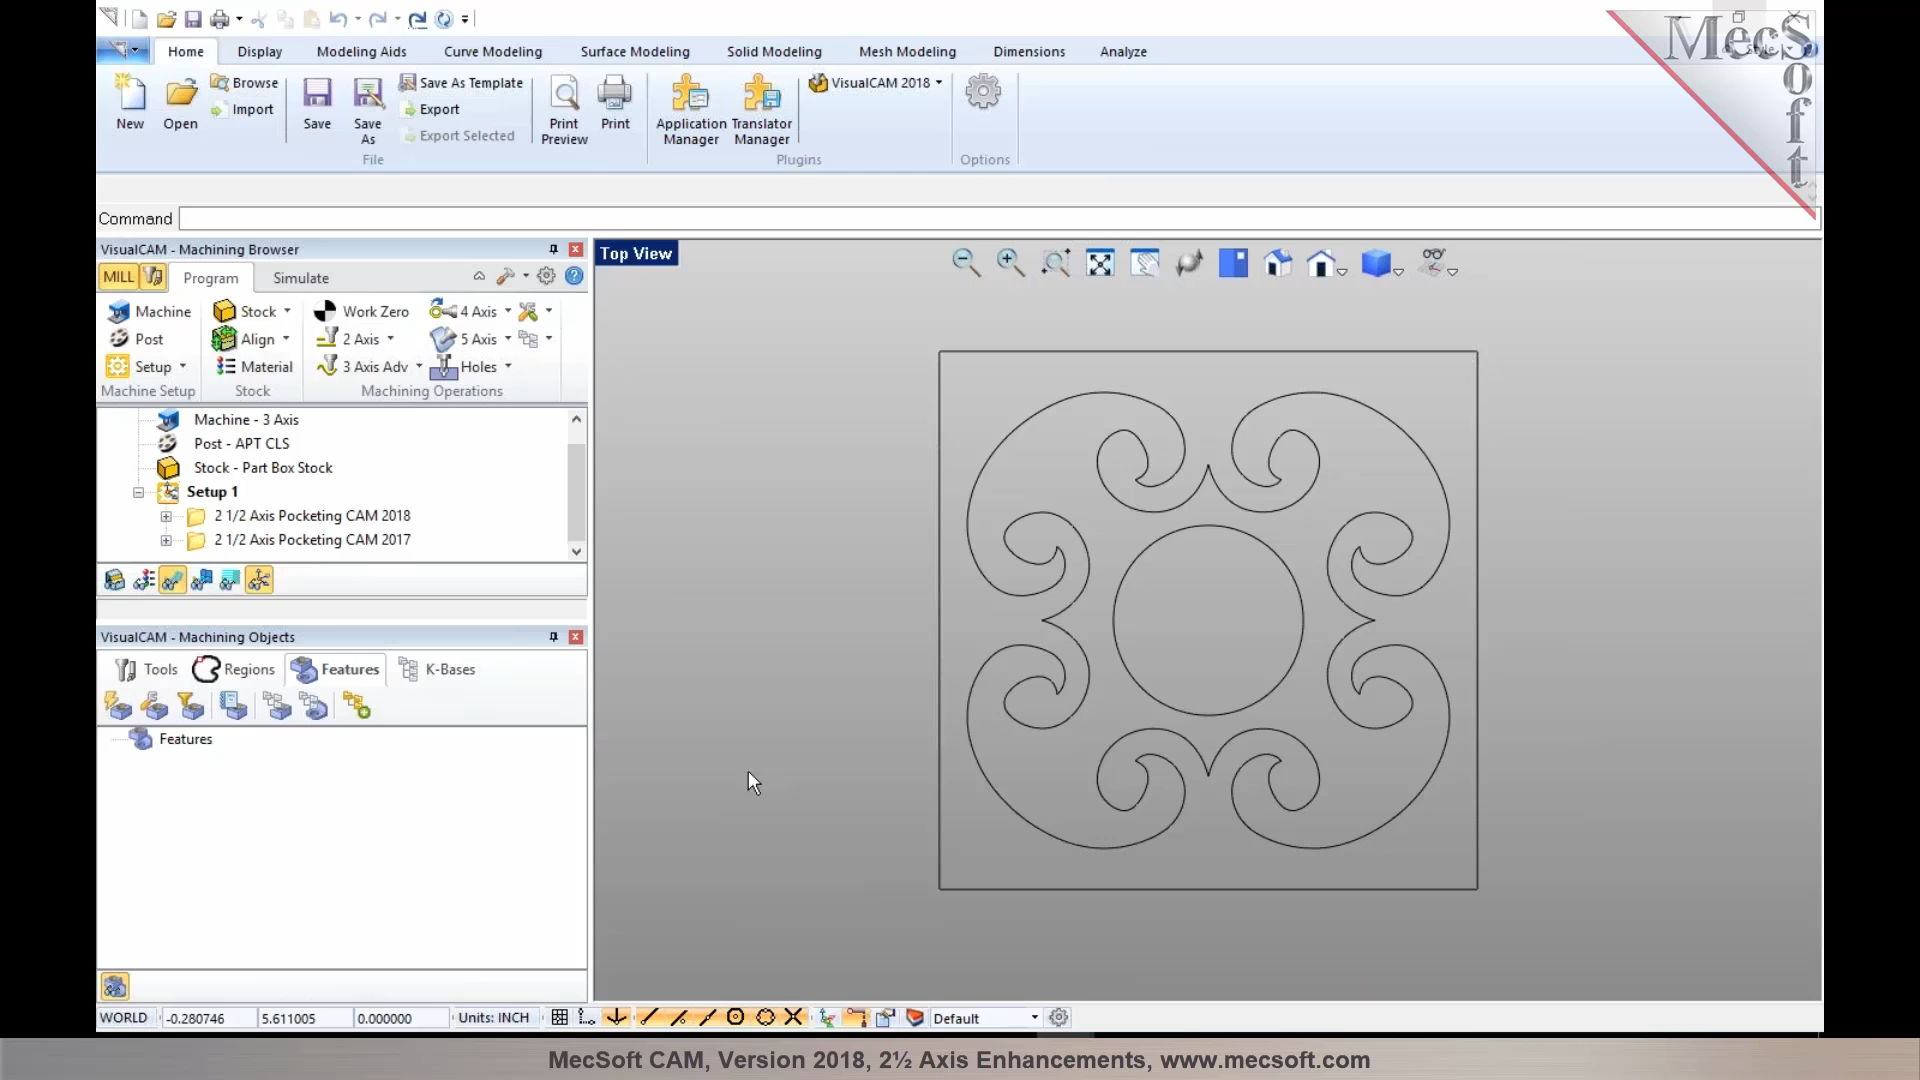 MecSoft
Home Display Modeling Aids Curve Modeling Surface Modeling Solid Modeling Mesh Modeling Dimensions Analyze Style
New Open Browse Import Save Save As Save As Template Export Export Selected Print Preview Print Application Manager Translator Manager VisualCAM 2018
File Plugins Options
Command
VisualCAM - Machining Browser
Top View
MILL Program Simulate
Machine Stock Work Zero 4 Axis
Post Align 2 Axis 5 Axis
Setup Material 3 Axis Adv Holes
Machine Setup Stock Machining Operations
Machine - 3 Axis
Post - APT CLS
Stock - Part Box Stock
Setup 1
2 1/2 Axis Pocketing CAM 2018
2 1/2 Axis Pocketing CAM 2017
VisualCAM - Machining Objects
Tools Regions Features K-Bases
Features
WORLD -0.280746 5.611005 0.000000 Units: INCH Default
MecSoft CAM, Version 2018, 2½ Axis Enhancements, www.mecsoft.com